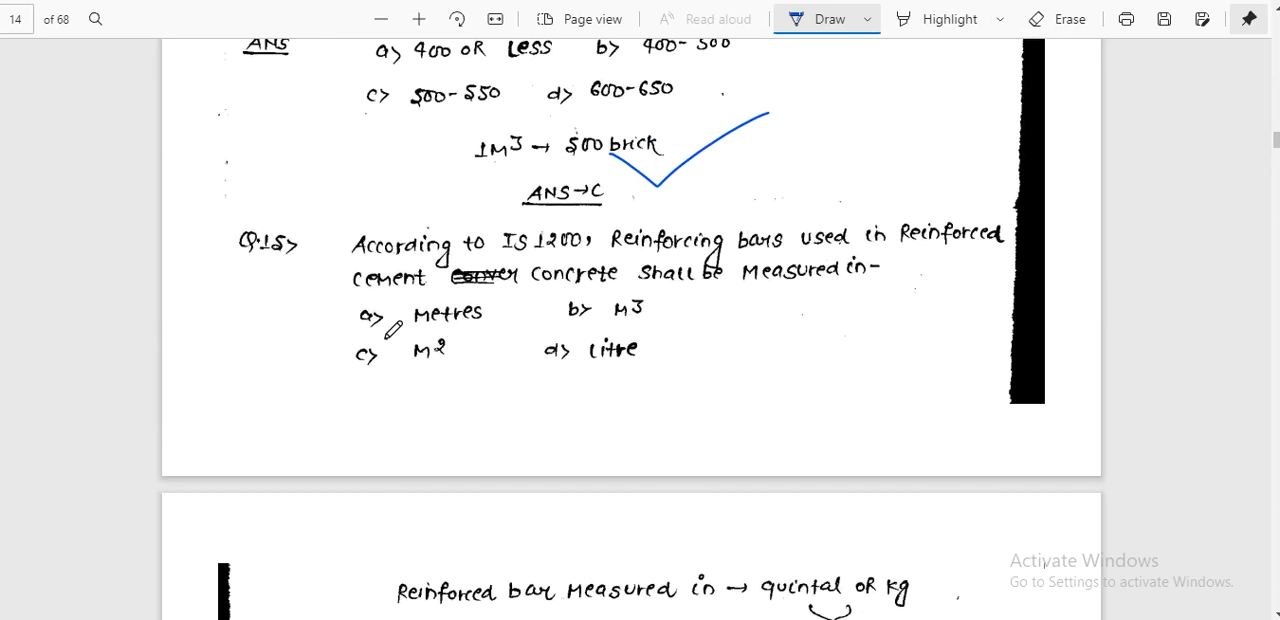 14 of 68 Page view Read aloud Draw Highlight Erase
ANS a> 400 OR Less b> 400-500
c> 500-550 d> 600-650
1M3 → 500 brick
ANS→C
Q.15> According to IS 1200, Reinforcing bars used in Reinforced
cement concrete shall be Measured in-
a> Metres b> M3
c> M2 d> Litre
Activate Windows
Go to Settings to activate Windows.
Reinforced bar Measured in → quintal OR kg